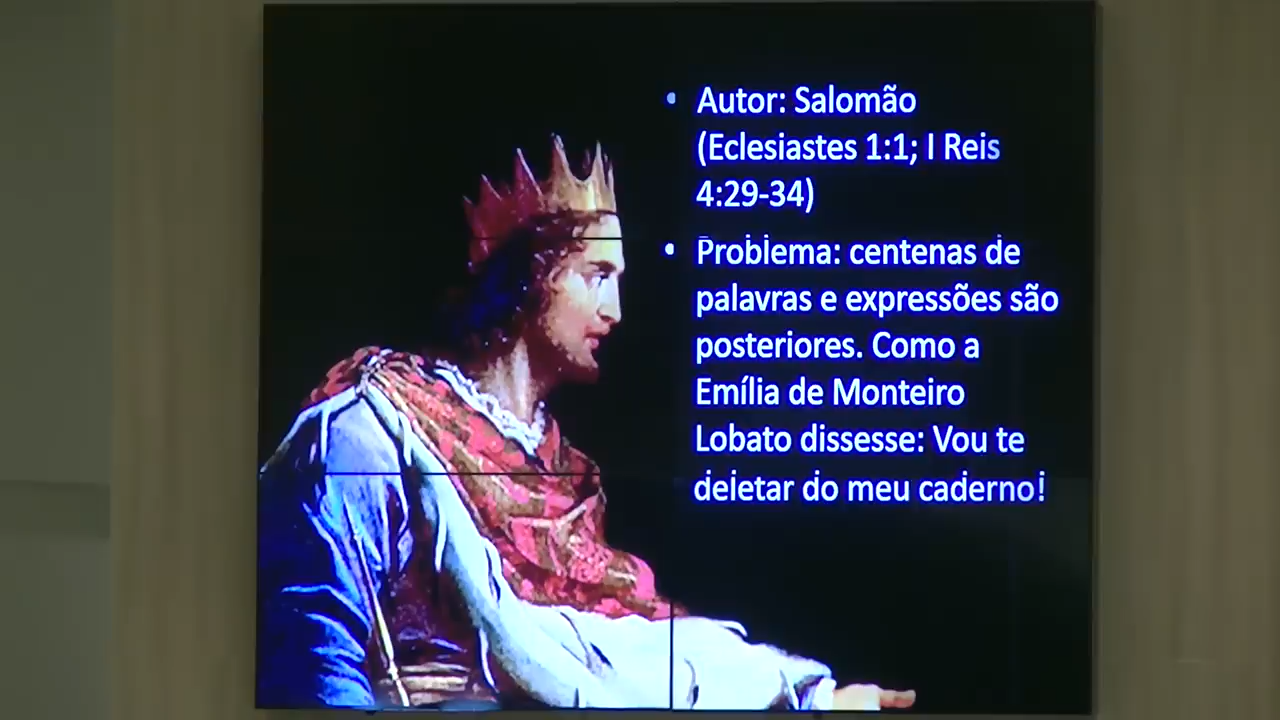 • Autor: Salomão
(Eclesiastes 1:1; I Reis
4:29-34)
• Problema: centenas de
palavras e expressões são
posteriores. Como a
Emília de Monteiro
Lobato dissesse: Vou te
deletar do meu caderno!